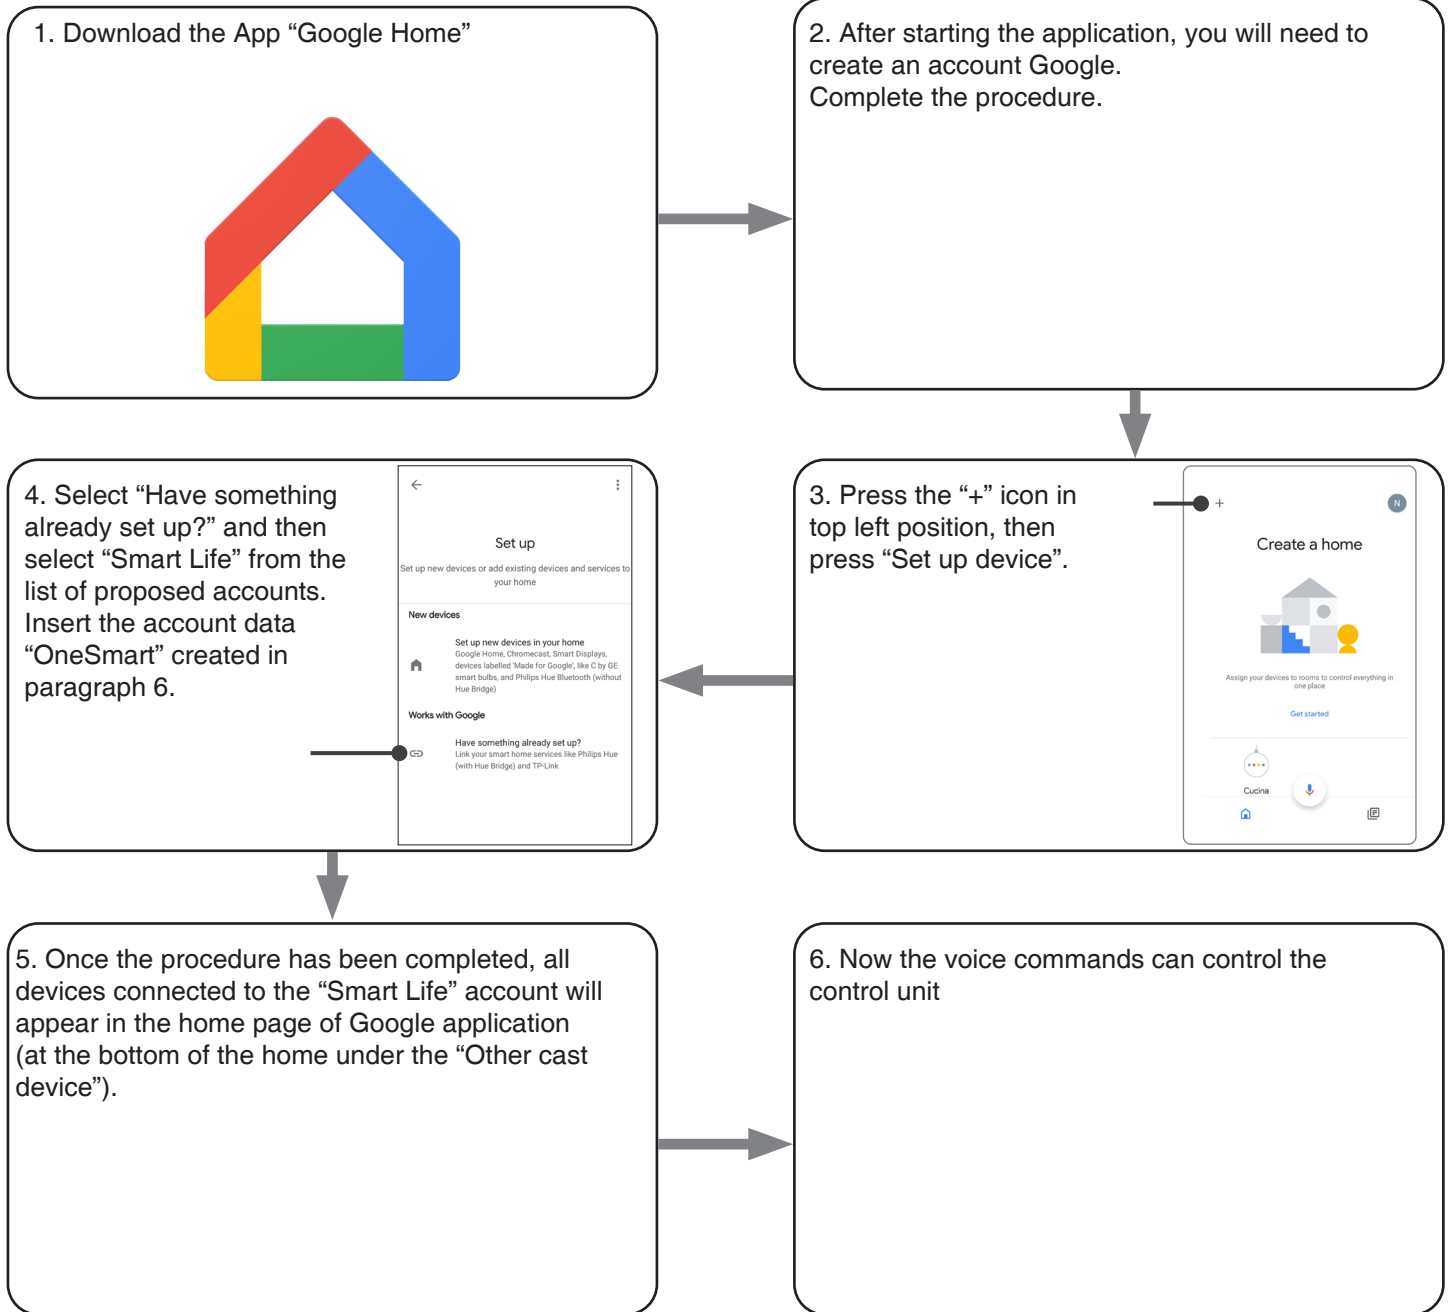 1. Download the App “Google Home”
2. After starting the application, you will need to
create an account Google.
Complete the procedure.
3. Press the “+” icon in
top left position, then
press “Set up device”.
+
N
Create a home
Assign your devices to rooms to control everything in
one place
Get started
Cucina
4. Select “Have something
already set up?” and then
select “Smart Life” from the
list of proposed accounts.
Insert the account data
“OneSmart” created in
paragraph 6.
Set up
Set up new devices or add existing devices and services to
your home
New devices
Set up new devices in your home
Google Home, Chromecast, Smart Displays,
devices labelled 'Made for Google', like C by GE
smart bulbs, and Philips Hue Bluetooth (without
Hue Bridge)
Works with Google
Have something already set up?
Link your smart home services like Philips Hue
(with Hue Bridge) and TP-Link
5. Once the procedure has been completed, all
devices connected to the “Smart Life” account will
appear in the home page of Google application
(at the bottom of the home under the “Other cast
device”).
6. Now the voice commands can control the
control unit